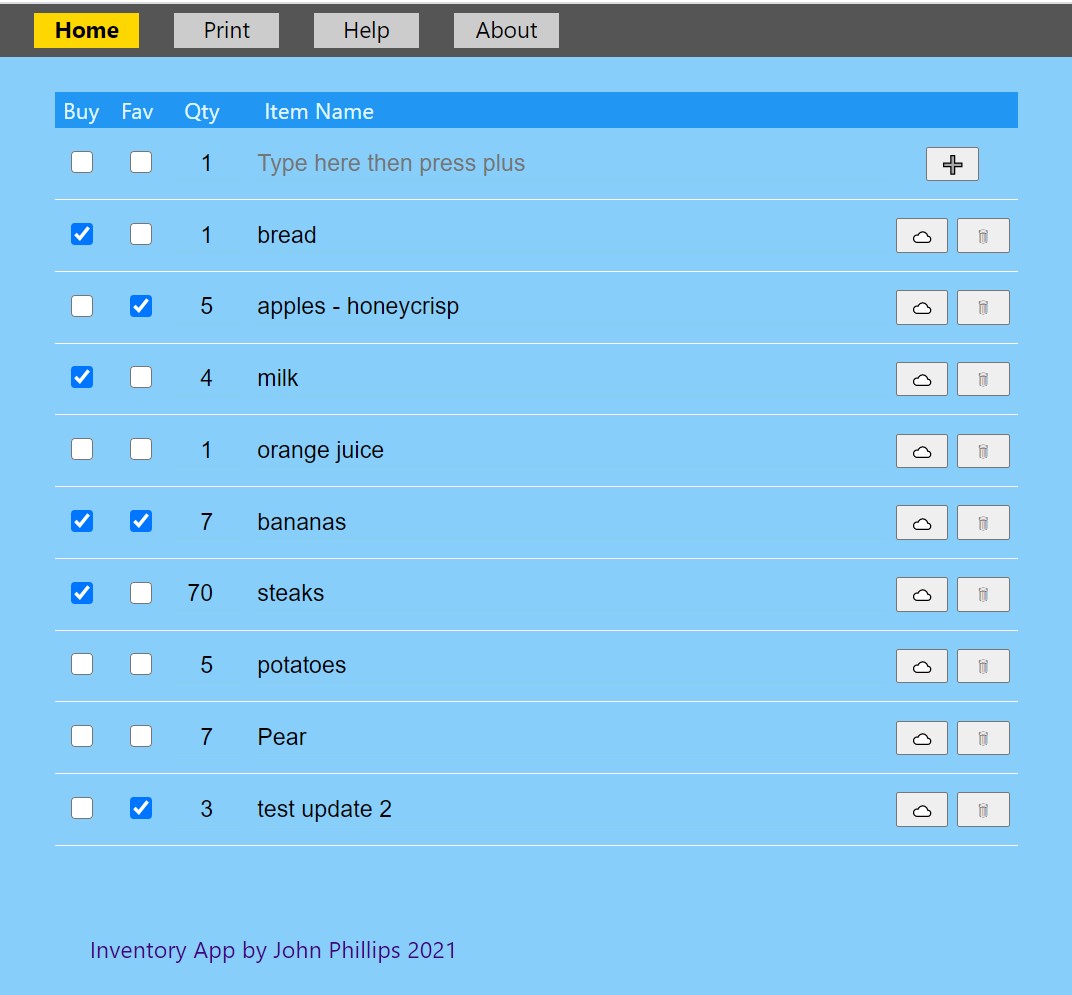 Home Print Help About
Buy Fav Qty Item Name
1 Type here then press plus
1 bread
5 apples - honeycrisp
4 milk
1 orange juice
7 bananas
70 steaks
5 potatoes
7 Pear
3 test update 2
Inventory App by John Phillips 2021